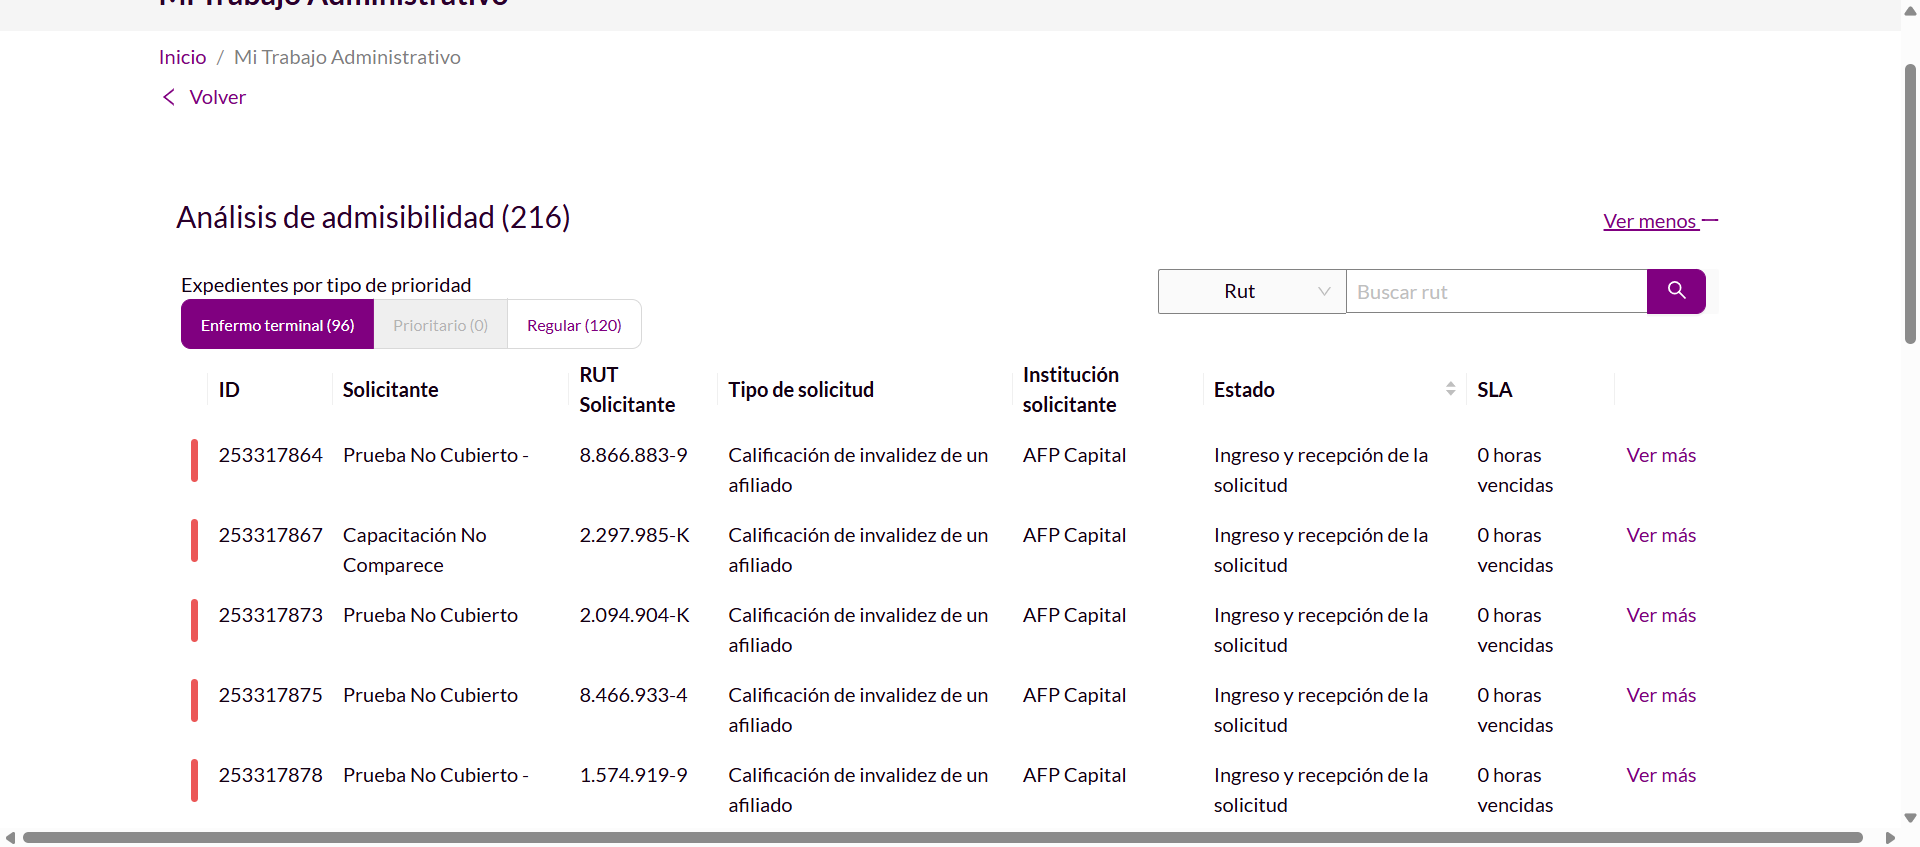 Mi Trabajo Administrativo
Inicio / Mi Trabajo Administrativo
Volver
Análisis de admisibilidad (216)
Ver menos
Expedientes por tipo de prioridad
Enfermo terminal (96)
Prioritario (0)
Regular (120)
Rut
Buscar rut
ID
Solicitante
RUT
Solicitante
Tipo de solicitud
Institución
solicitante
Estado
SLA
253317864
Prueba No Cubierto -
8.866.883-9
Calificación de invalidez de un
afiliado
AFP Capital
Ingreso y recepción de la
solicitud
0 horas
vencidas
Ver más
253317867
Capacitación No
Comparece
2.297.985-K
Calificación de invalidez de un
afiliado
AFP Capital
Ingreso y recepción de la
solicitud
0 horas
vencidas
Ver más
253317873
Prueba No Cubierto
2.094.904-K
Calificación de invalidez de un
afiliado
AFP Capital
Ingreso y recepción de la
solicitud
0 horas
vencidas
Ver más
253317875
Prueba No Cubierto
8.466.933-4
Calificación de invalidez de un
afiliado
AFP Capital
Ingreso y recepción de la
solicitud
0 horas
vencidas
Ver más
253317878
Prueba No Cubierto -
1.574.919-9
Calificación de invalidez de un
afiliado
AFP Capital
Ingreso y recepción de la
solicitud
0 horas
vencidas
Ver más